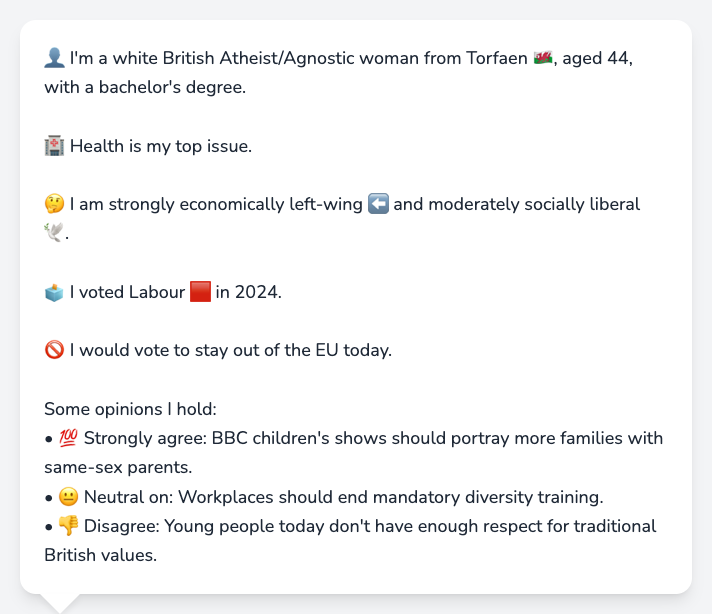 👤 I'm a white British Atheist/Agnostic woman from Torfaen 🏴󠁧󠁢󠁷󠁬󠁳󠁿, aged 44,
with a bachelor's degree.
🏥 Health is my top issue.
🤔 I am strongly economically left-wing ⬅️ and moderately socially liberal
🕊️.
🗳️ I voted Labour 🟥 in 2024.
🚫 I would vote to stay out of the EU today.
Some opinions I hold:
• 💯 Strongly agree: BBC children's shows should portray more families with
same-sex parents.
• 😐 Neutral on: Workplaces should end mandatory diversity training.
• 👎 Disagree: Young people today don't have enough respect for traditional
British values.